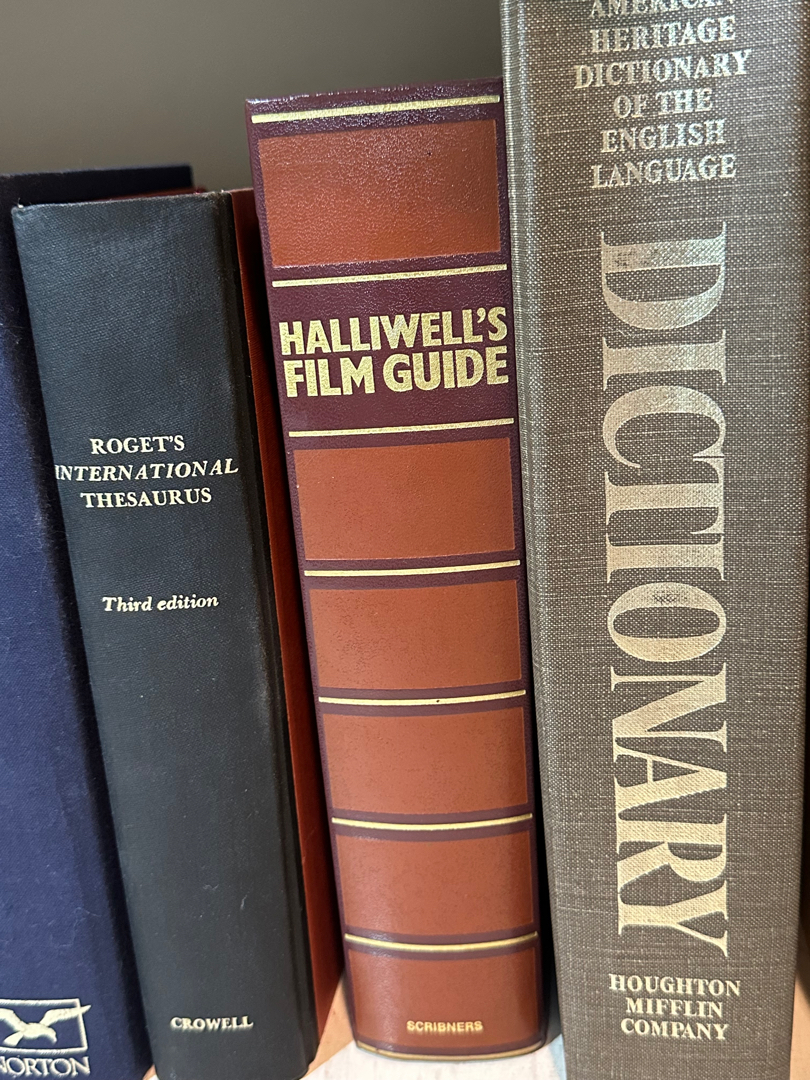 NORTON
ROGET'S
INTERNATIONAL
THESAURUS
Third edition
CROWELL
HALLIWELL'S
FILM GUIDE
SCRIBNERS
AMERICAN
HERITAGE
DICTIONARY
OF THE
ENGLISH
LANGUAGE
DICTIONARY
HOUGHTON
MIFFLIN
COMPANY